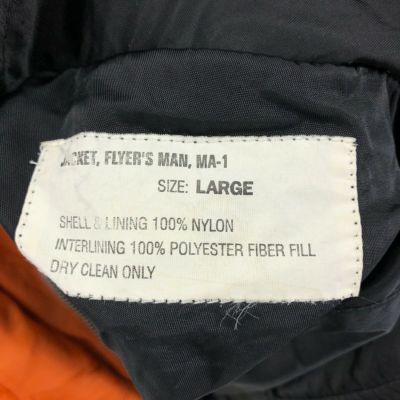 JACKET, FLYER'S MAN, MA-1
SIZE: LARGE
SHELL & LINING 100% NYLON
INTERLINING 100% POLYESTER FIBER FILL
DRY CLEAN ONLY